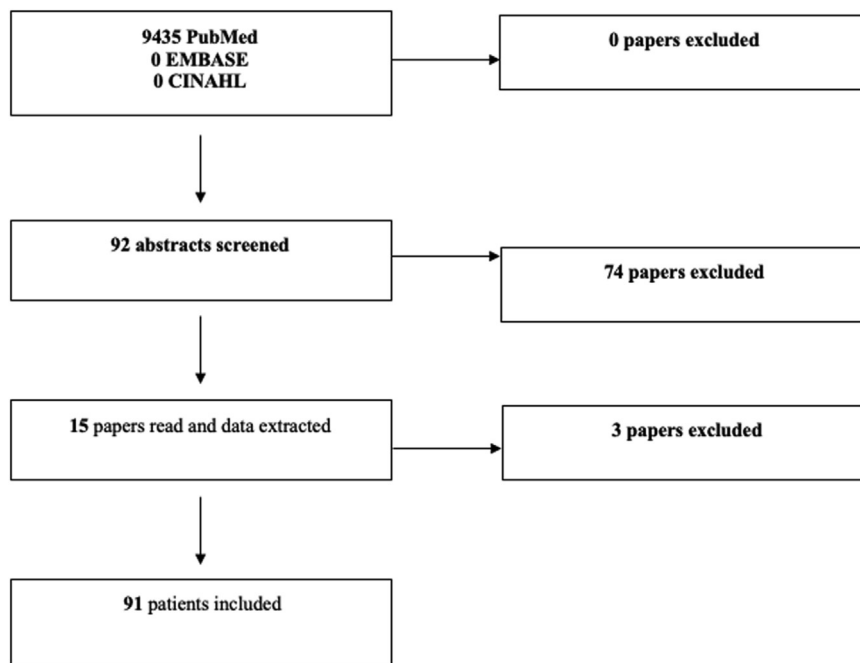 9435 PubMed
0 EMBASE
0 CINAHL
0 papers excluded
92 abstracts screened
74 papers excluded
15 papers read and data extracted
3 papers excluded
91 patients included